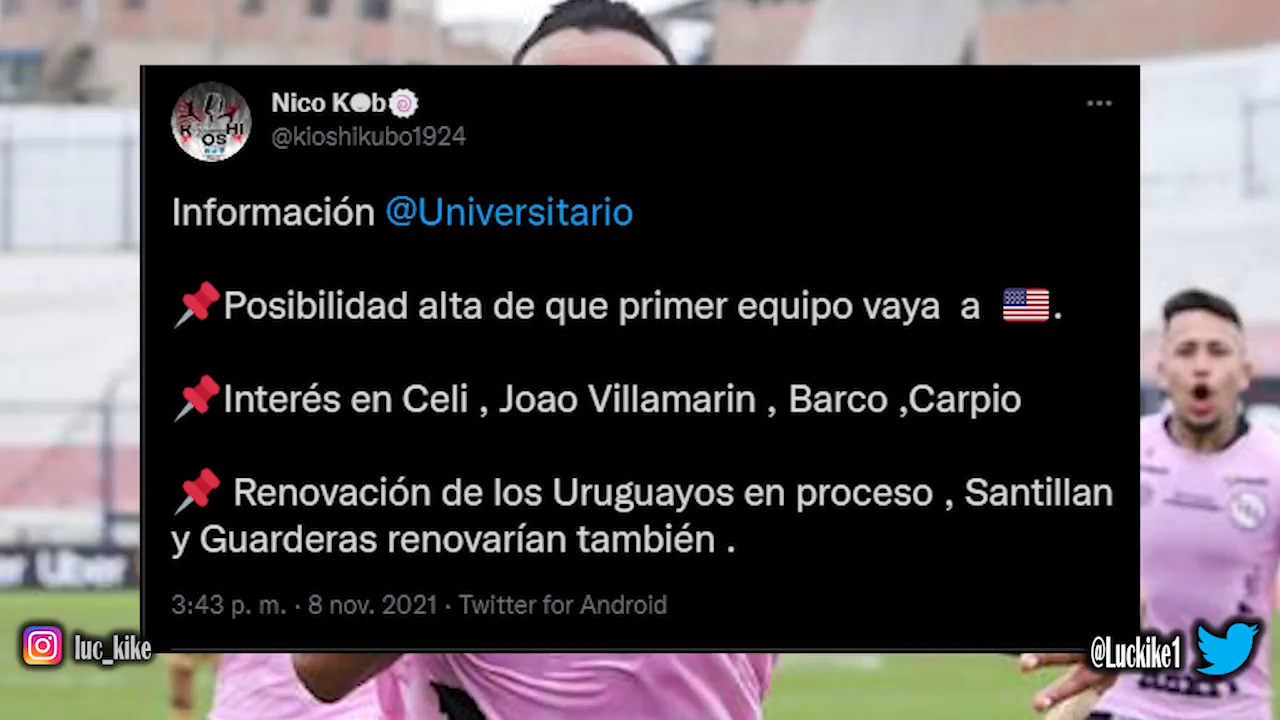 Nico K b
@kioshikubo1924
Información @Universitario
📌Posibilidad alta de que primer equipo vaya a 🇺🇸.
📌Interés en Celi , Joao Villamarin , Barco ,Carpio
📌 Renovación de los Uruguayos en proceso , Santillan
y Guarderas renovarían también .
3:43 p. m. · 8 nov. 2021 · Twitter for Android
luc_kike
@Luckike1
Uber